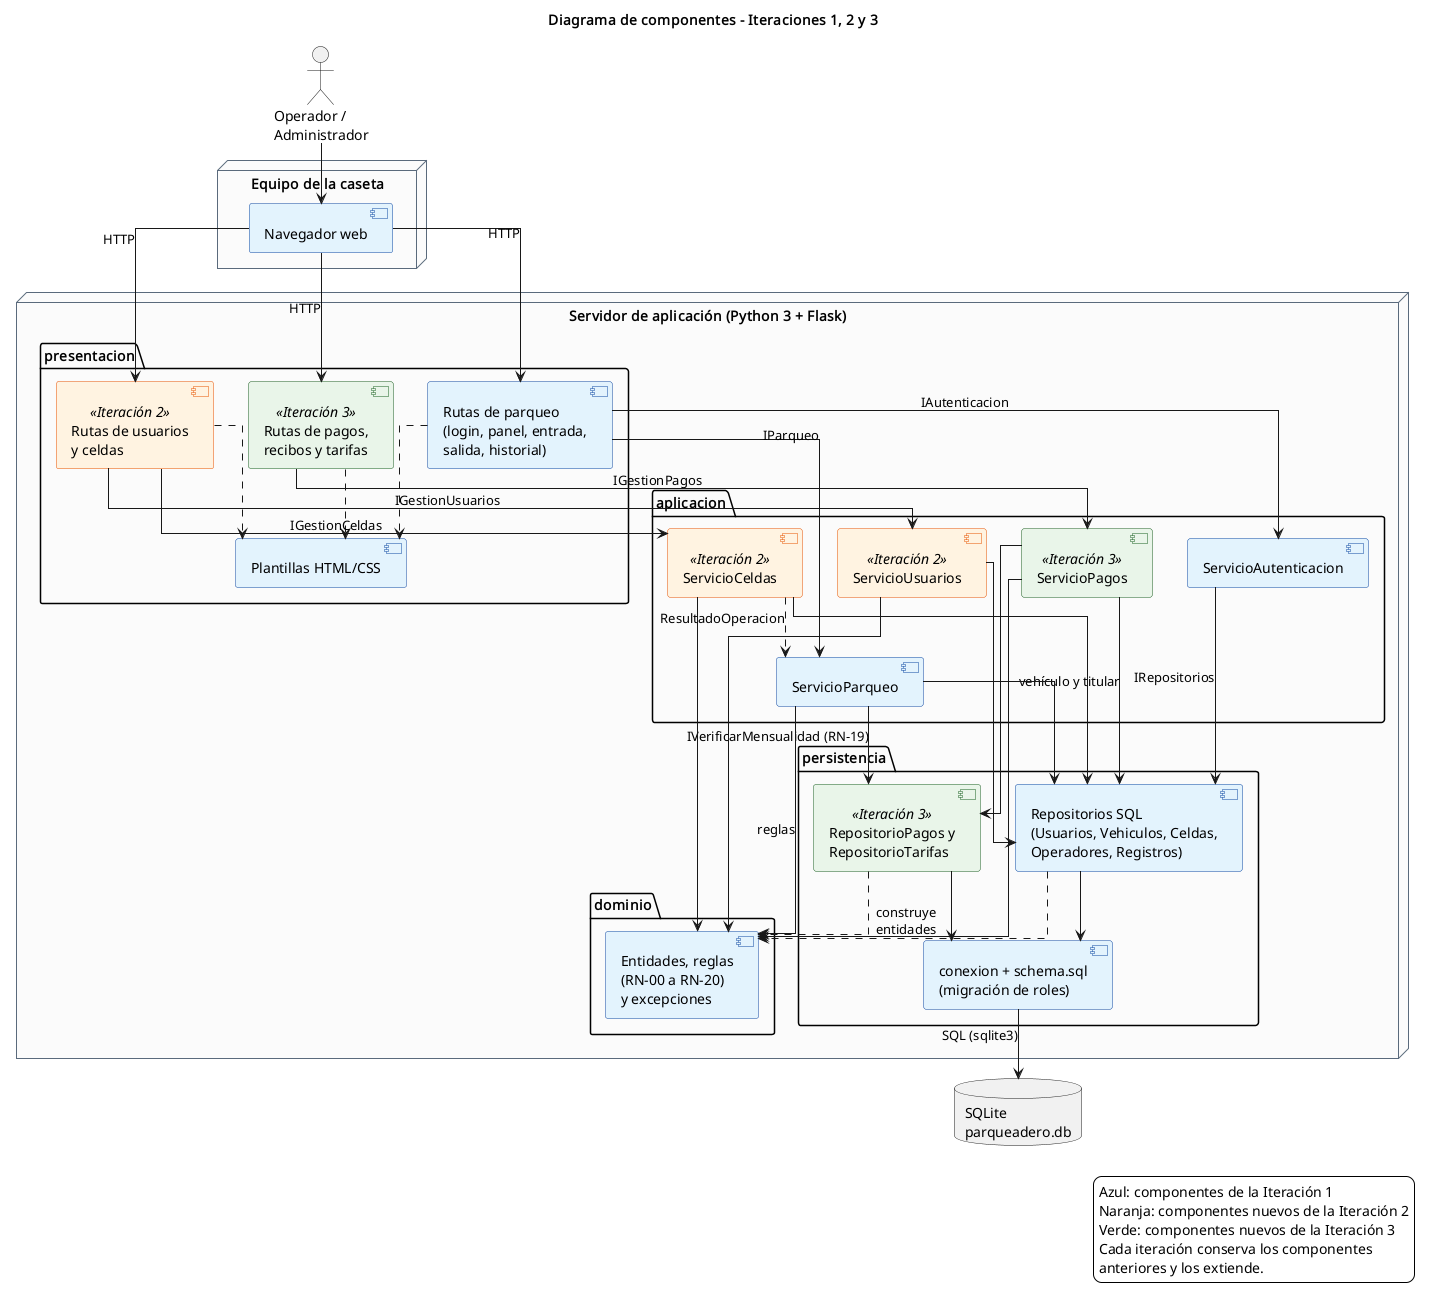 Diagrama de componentes - Iteraciones 1, 2 y 3
Operador /
Administrador
Equipo de la caseta
Navegador web
HTTP
HTTP
HTTP
Servidor de aplicación (Python 3 + Flask)
presentacion
«Iteración 2»
Rutas de usuarios
y celdas
«Iteración 3»
Rutas de pagos,
recibos y tarifas
Rutas de parqueo
(login, panel, entrada,
salida, historial)
IAutenticacion
IParqueo
IGestionPagos
IGestionUsuarios
IGestionCeldas
Plantillas HTML/CSS
aplicacion
«Iteración 2»
ServicioCeldas
«Iteración 2»
ServicioUsuarios
«Iteración 3»
ServicioPagos
ServicioAutenticacion
ResultadoOperacion
ServicioParqueo
vehículo y titular
IRepositorios
IVerificarMensualidad (RN-19)
persistencia
«Iteración 3»
RepositorioPagos y
RepositorioTarifas
Repositorios SQL
(Usuarios, Vehiculos, Celdas,
Operadores, Registros)
reglas
dominio
construye
entidades
Entidades, reglas
(RN-00 a RN-20)
y excepciones
conexion + schema.sql
(migración de roles)
SQL (sqlite3)
SQLite
parqueadero.db
Azul: componentes de la Iteración 1
Naranja: componentes nuevos de la Iteración 2
Verde: componentes nuevos de la Iteración 3
Cada iteración conserva los componentes
anteriores y los extiende.